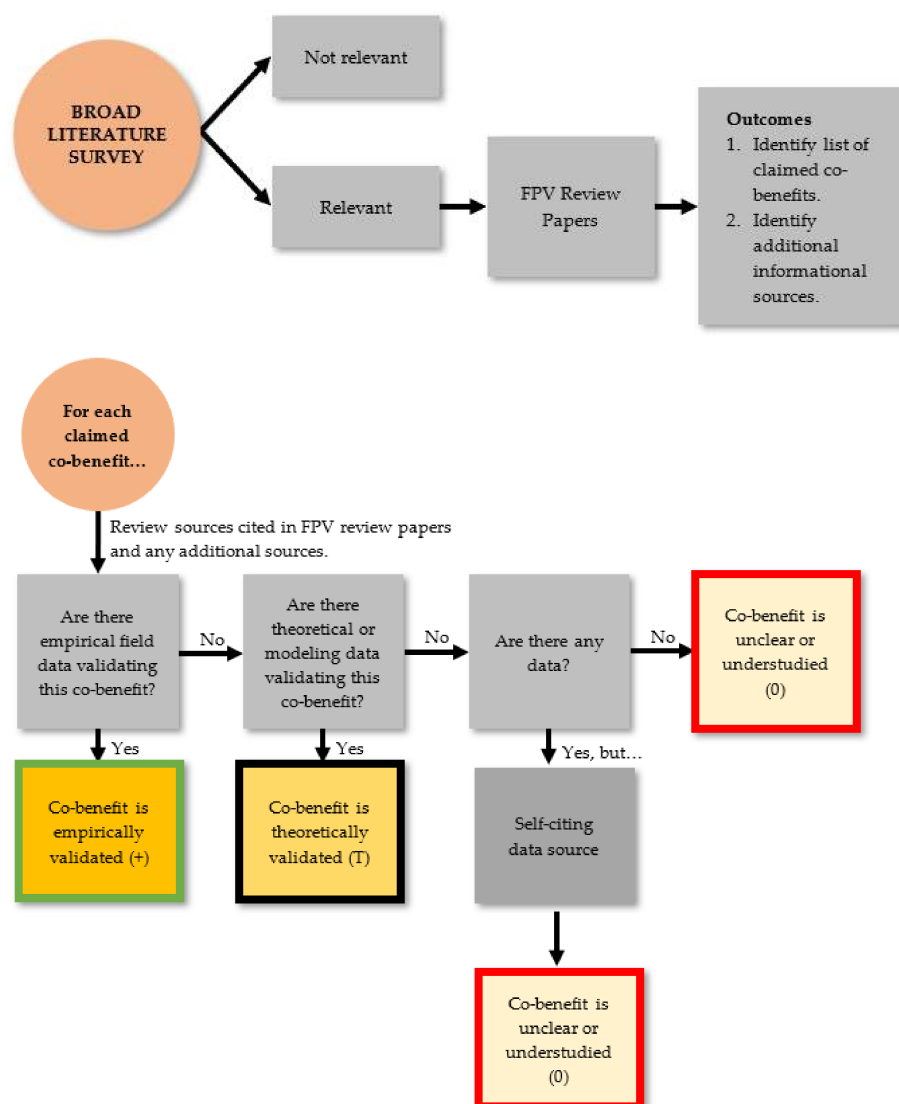 Not relevant
BROAD
LITERATURE
SURVEY
Relevant
FPV Review
Papers
Outcomes
1. Identify list of
claimed co-
benefits.
2. Identify
additional
informational
sources.
For each
claimed
co-benefit...
Review sources cited in FPV review papers
and any additional sources.
Are there
empirical field
data validating
this co-benefit?
No
Are there
theoretical or
modeling data
validating this
co-benefit?
No
Are there any
data?
No
Co-benefit is
unclear or
understudied
(0)
Yes
Co-benefit is
empirically
validated (+)
Yes
Co-benefit is
theoretically
validated (T)
Yes, but...
Self-citing
data source
Co-benefit is
unclear or
understudied
(0)